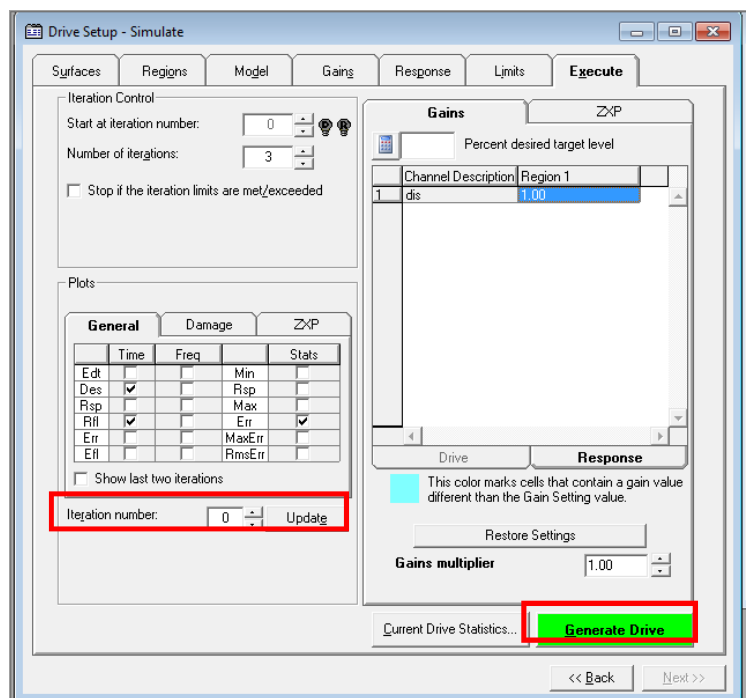 Drive Setup - Simulate
Surfaces Regions Model Gains Response Limits Execute
Iteration Control
Start at iteration number: 0
Number of iterations: 3
Stop if the iteration limits are met/exceeded
Plots
General Damage ZXP
Time Freq Stats
Edt Min
Des Rsp
Rsp Max
Rfl Err
Err MaxErr
Efl RmsErr
Show last two iterations
Iteration number: 0 Update
Gains ZXP
Percent desired target level
Channel Description Region 1
1 dis 1.00
Drive Response
This color marks cells that contain a gain value
different than the Gain Setting value.
Restore Settings
Gains multiplier 1.00
Current Drive Statistics... Generate Drive
<< Back Next >>